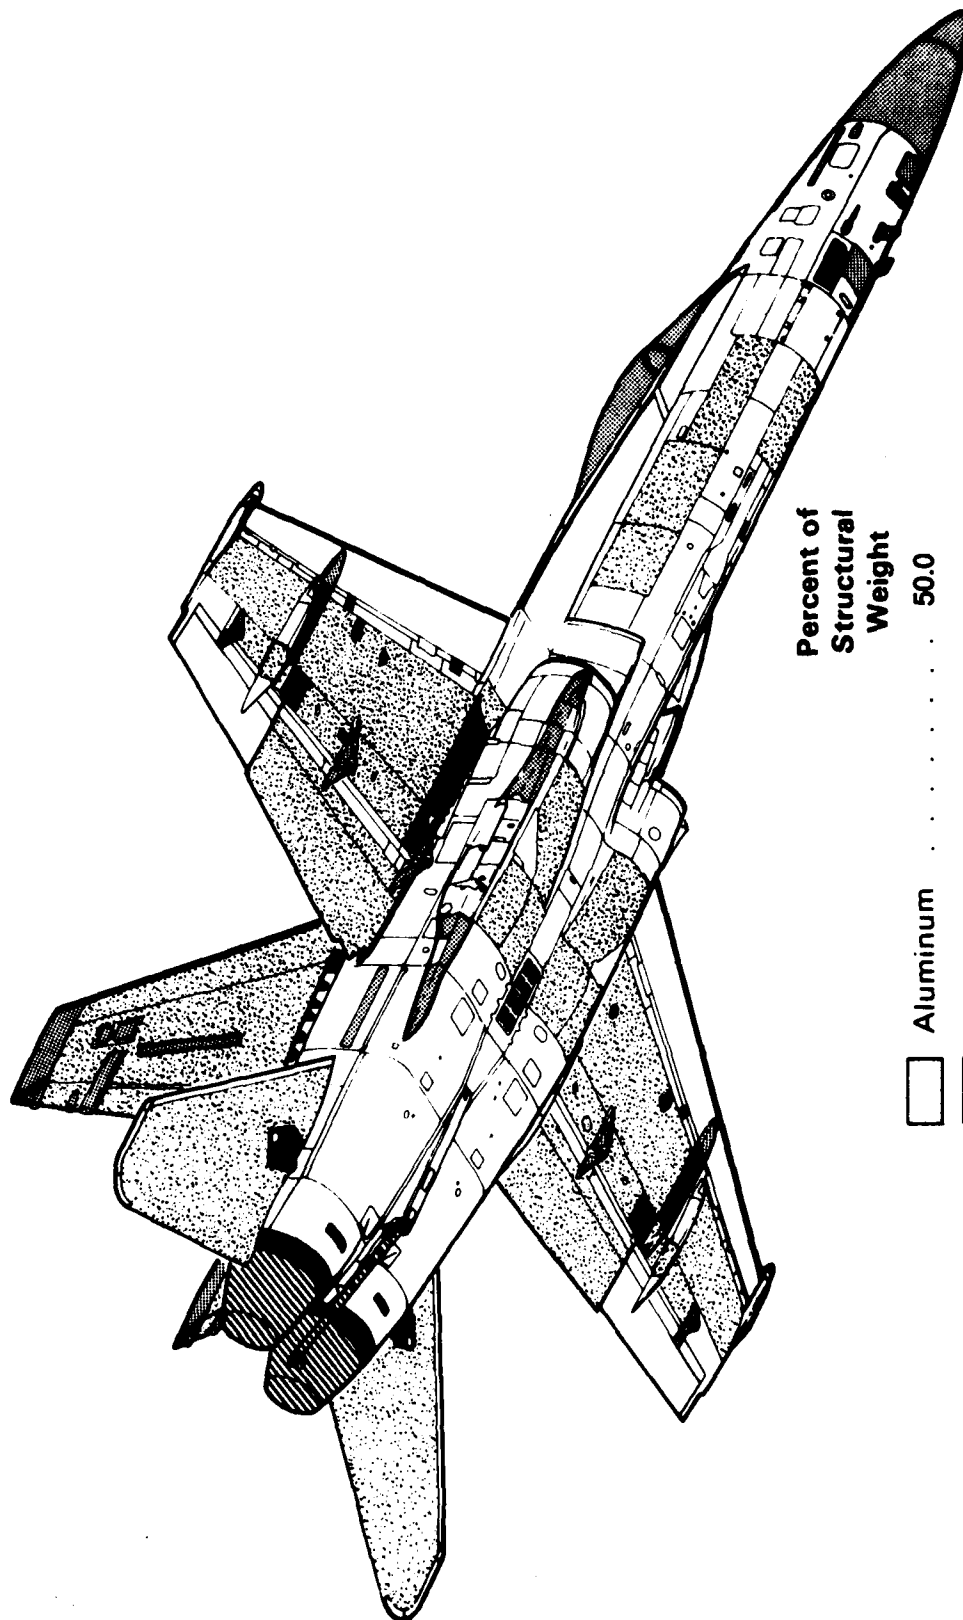 Percent of
Structural
Weight
Aluminum . . . . . . . 50.0